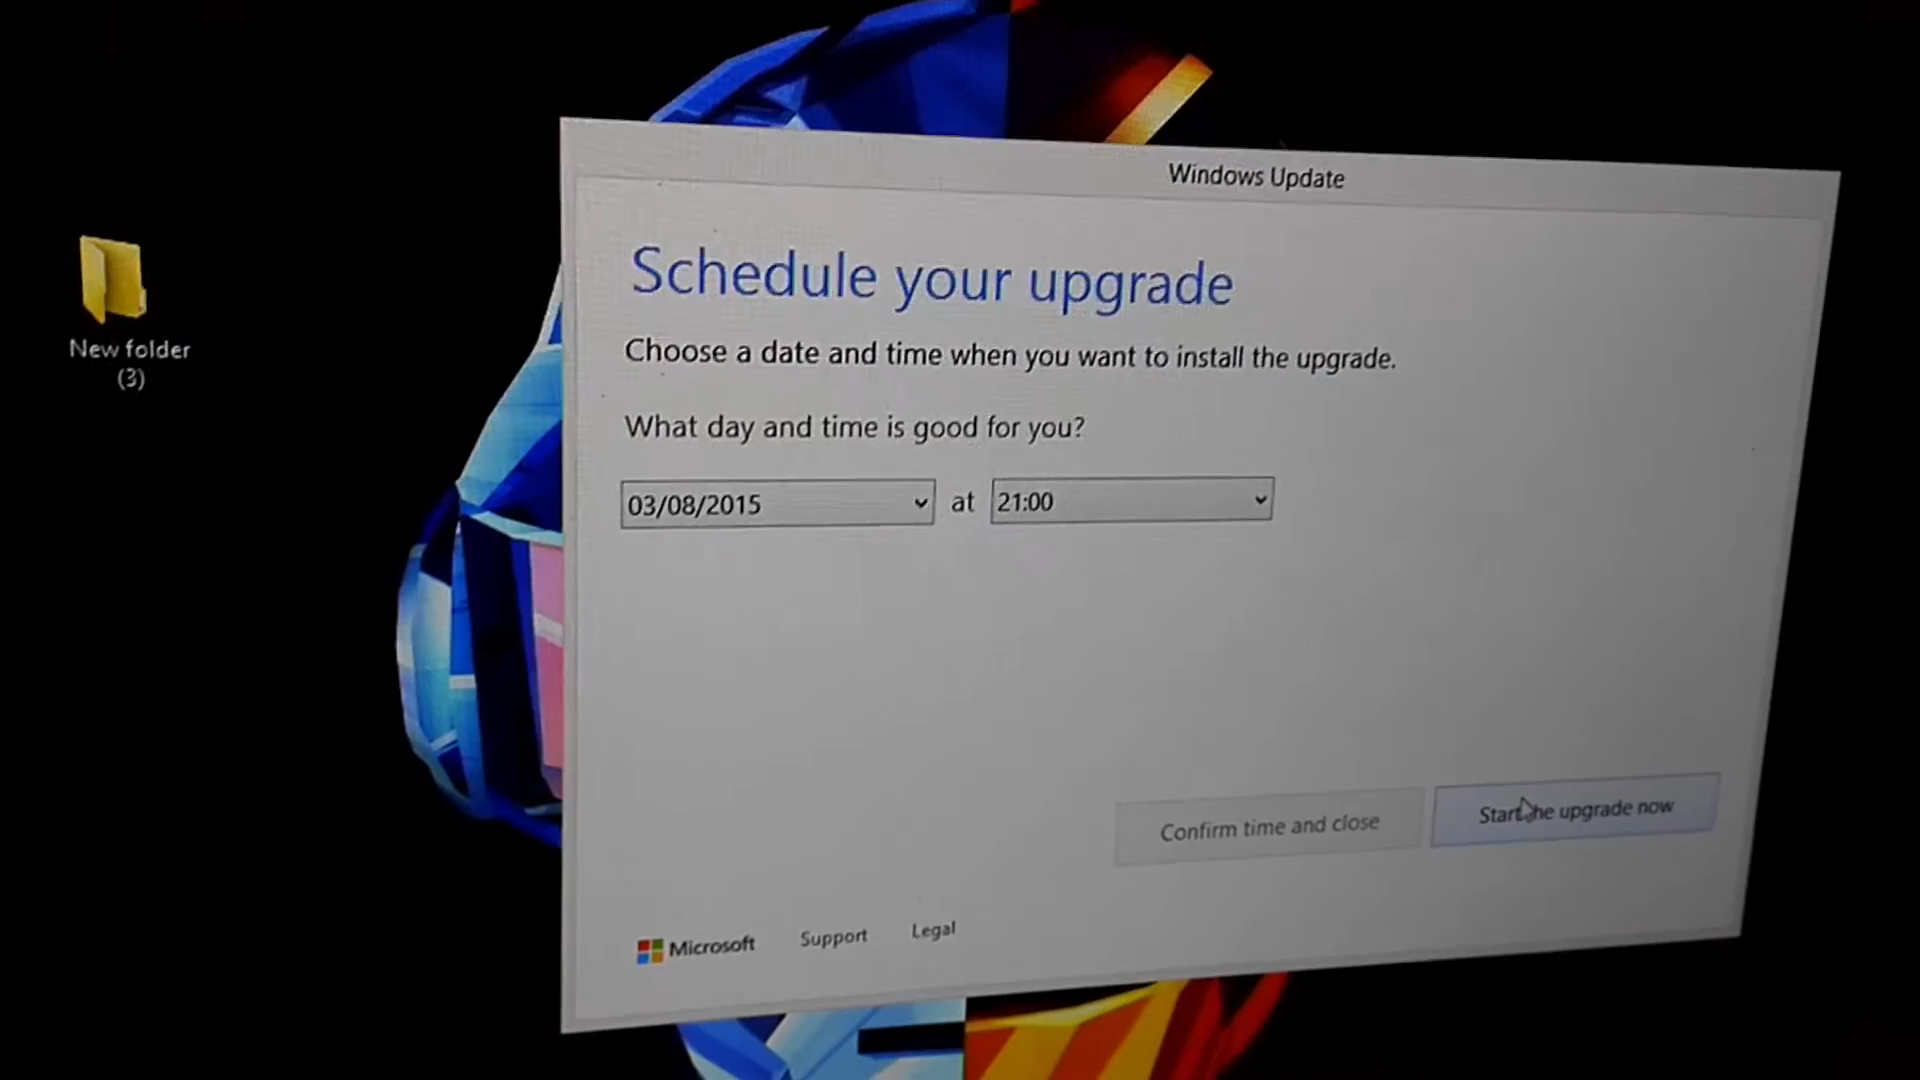 Windows Update
Schedule your upgrade
Choose a date and time when you want to install the upgrade.
What day and time is good for you?
03/08/2015 at 21:00
Confirm time and close
Start the upgrade now
Microsoft Support Legal
New folder
(3)